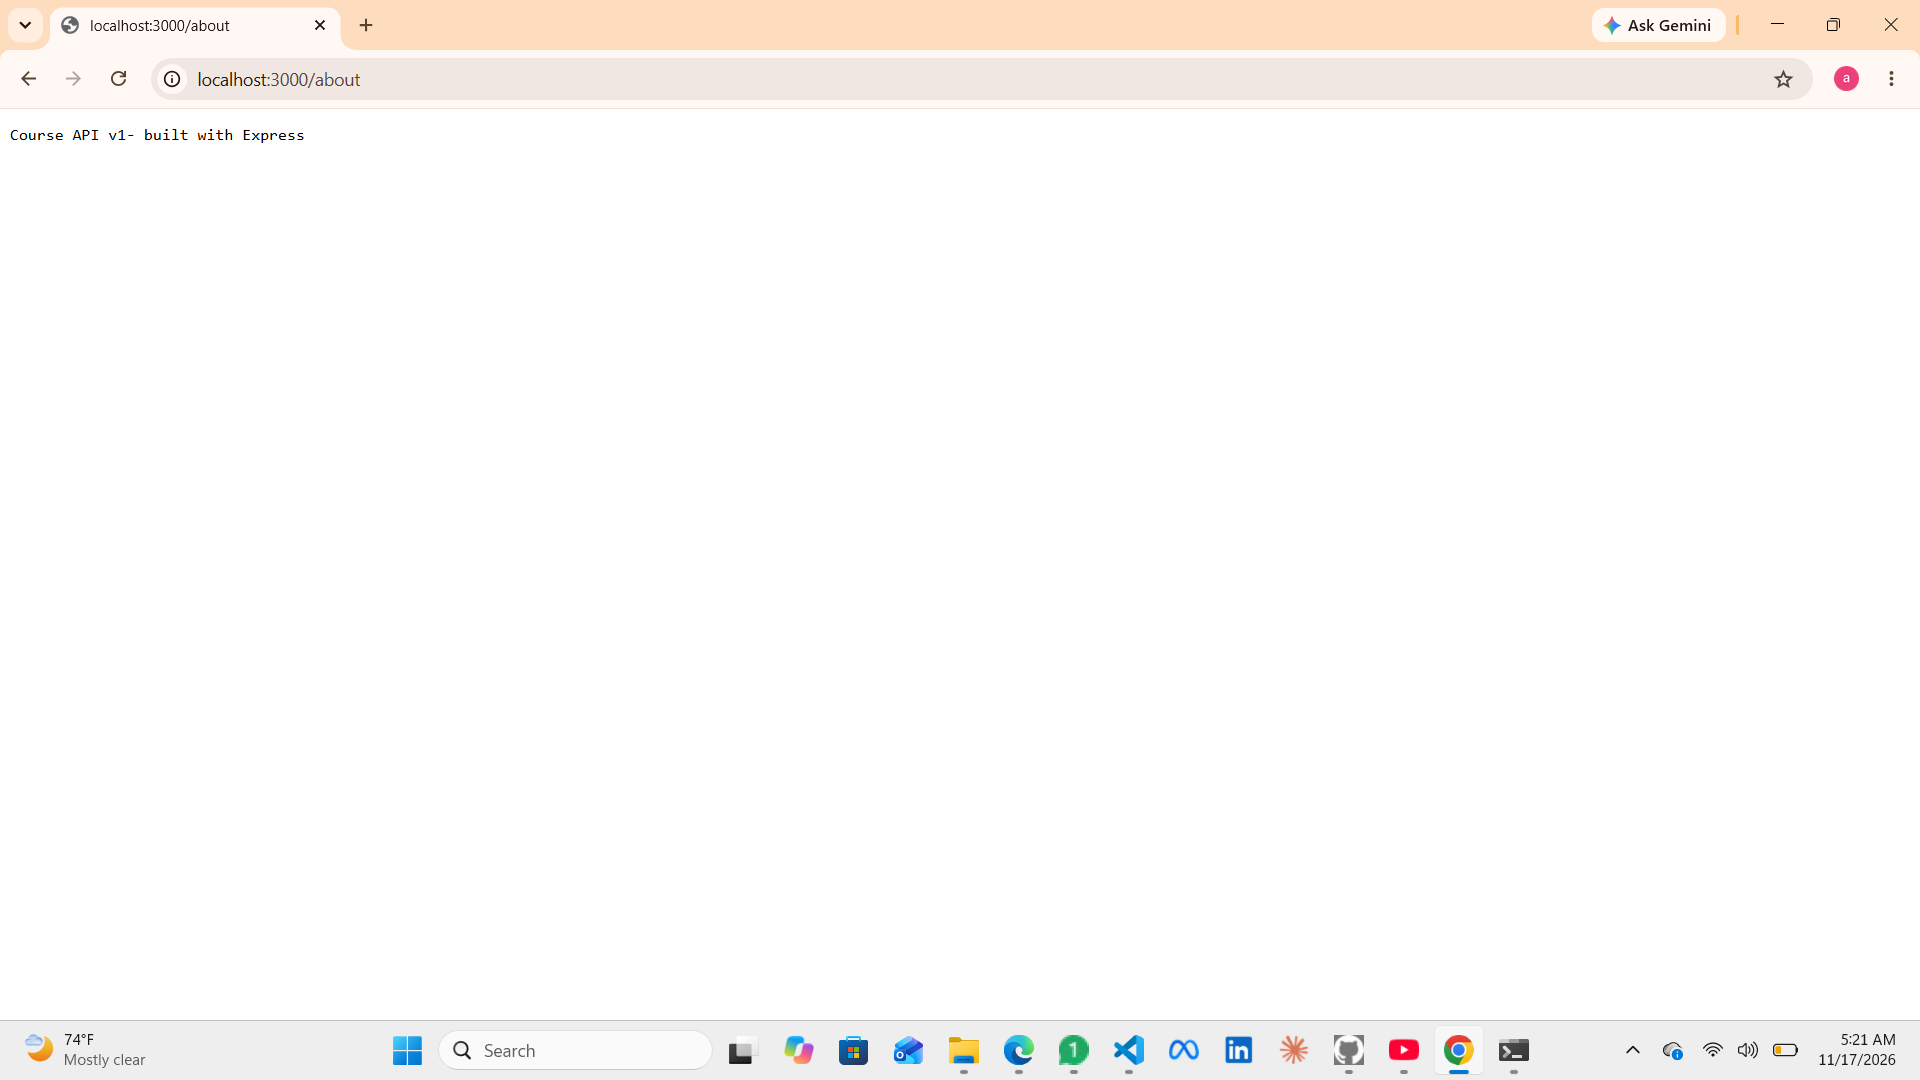 localhost:3000/about
Ask Gemini
localhost:3000/about
a
Course API v1- built with Express
74°F
Mostly clear
Search
1
5:21 AM
11/17/2026